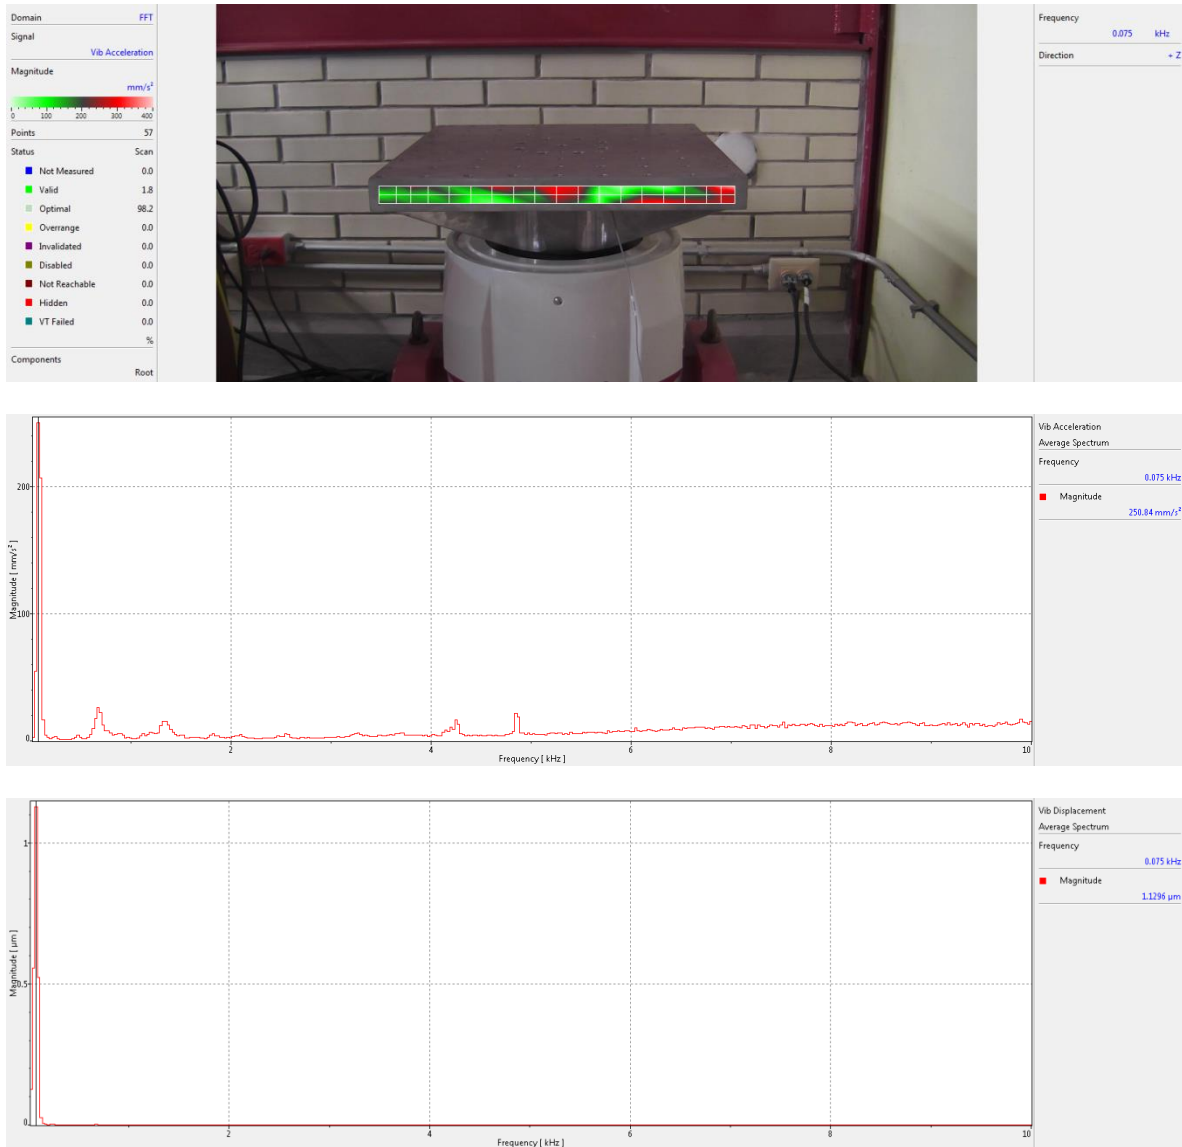 Domain
FFT
Signal
Vib Acceleration
Magnitude
mm/s²
0 100 200 300 400
Points 57
Status Scan
Not Measured 0.0
Valid 1.8
Optimal 98.2
Overrange 0.0
Invalidated 0.0
Disabled 0.0
Not Reachable 0.0
Hidden 0.0
VT Failed 0.0
%
Components
Root
Frequency
0.075 kHz
Direction + Z
200
100
0
Magnitude [ mm/s² ]
2 4 6 8 10
Frequency [ kHz ]
Vib Acceleration
Average Spectrum
Frequency
0.075 kHz
Magnitude
250.84 mm/s²
1
0.5
0
Magnitude [ µm ]
2 4 6 8 10
Frequency [ kHz ]
Vib Displacement
Average Spectrum
Frequency
0.075 kHz
Magnitude
1.1296 µm